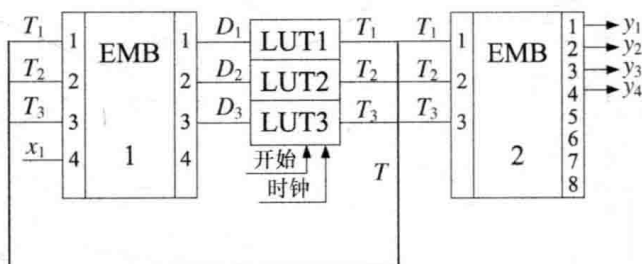 T₁ 1 EMB 1 D₁ LUT1 T₁ T₁ 1 EMB 1 y₁
2 y₂
T₂ 2 2 D₂ LUT2 T₂ T₂ 2 3 y₃
4 y₄
T₃ 3 3 D₃ LUT3 T₃ T₃ 3 5
6
x₁ 4 1 4 开始 T 2 7
时钟 8